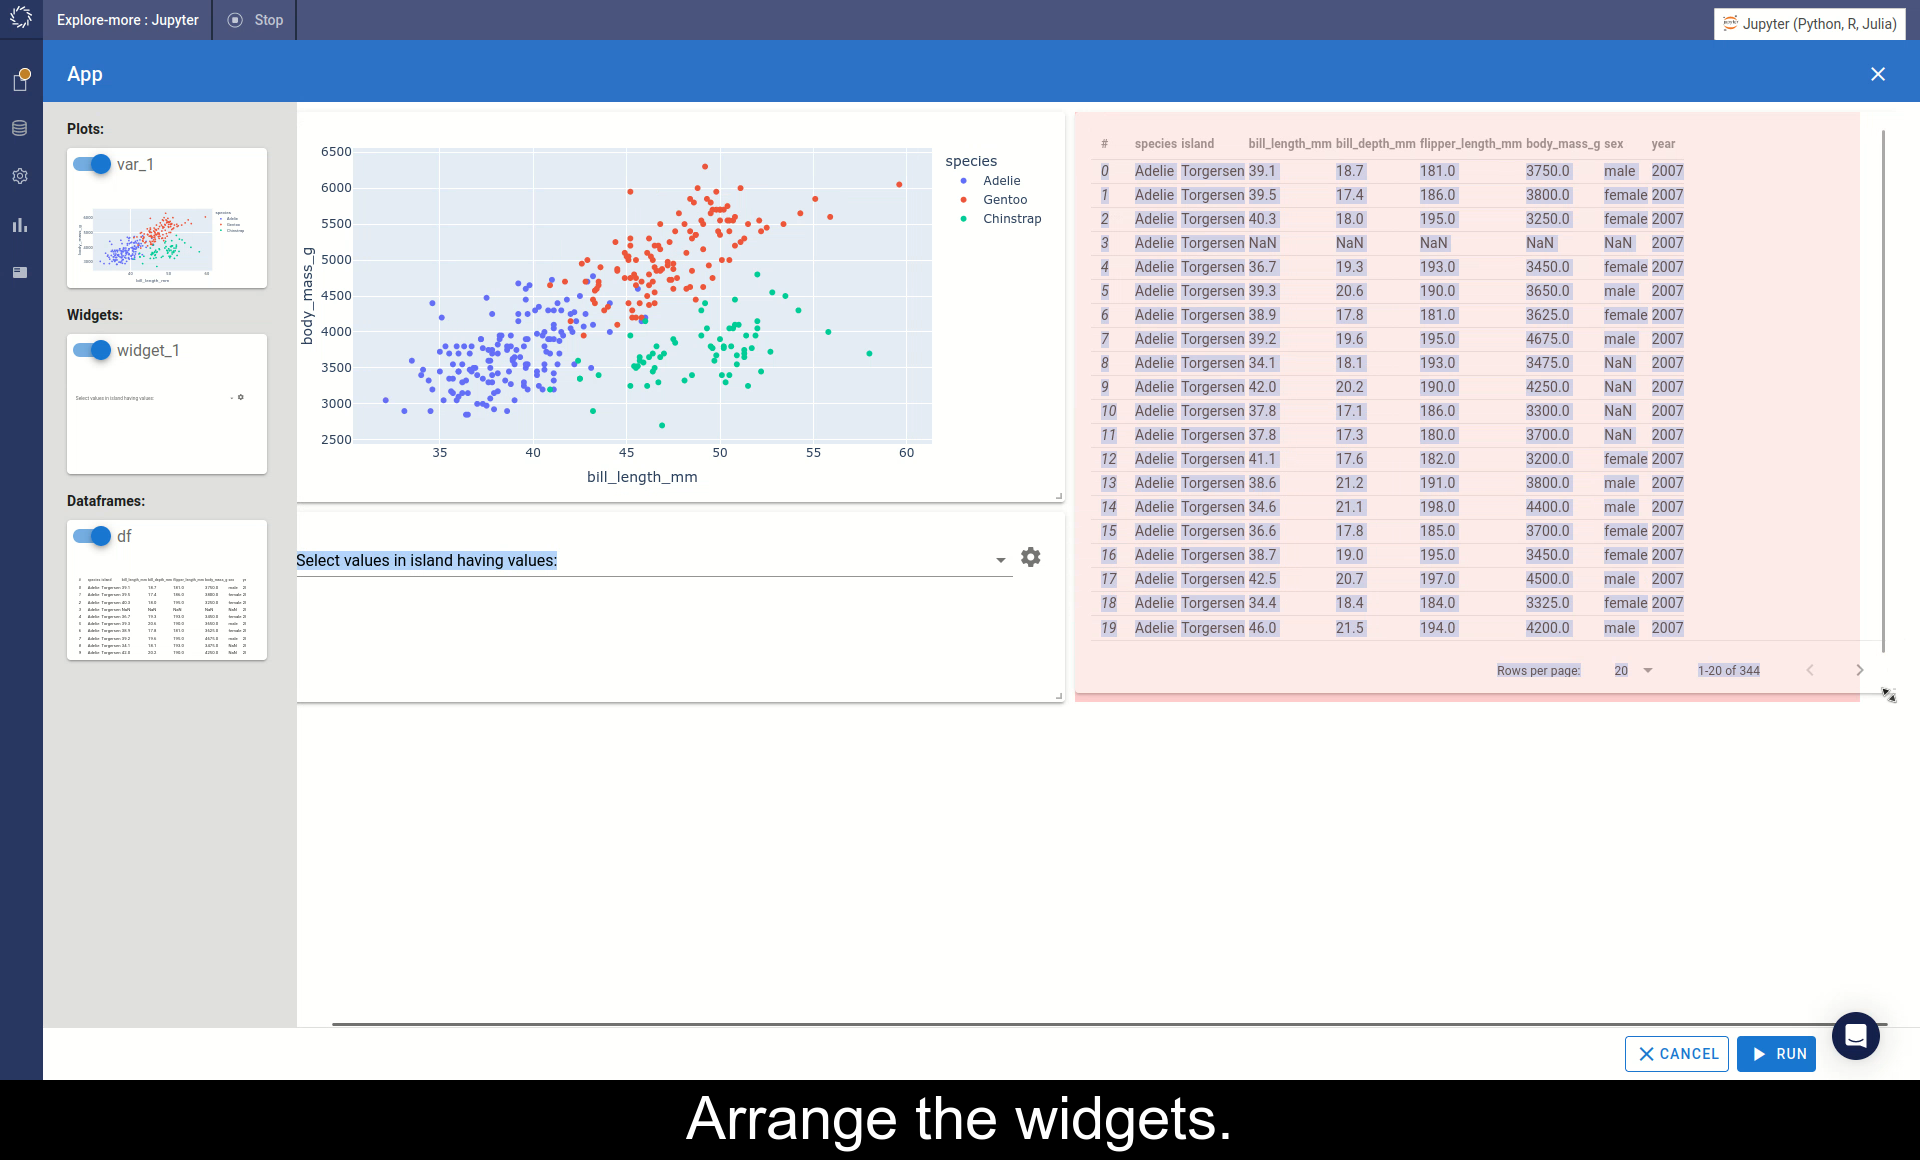 Explore-more : Jupyter
Stop
Jupyter (Python, R, Julia)
App
Plots:
var_1
Widgets:
widget_1
Select values in island having values:
Dataframes:
df
6500
6000
5500
5000
4500
4000
3500
3000
2500
body_mass_g
35 40 45 50 55 60
bill_length_mm
species
Adelie
Gentoo
Chinstrap
Select values in island having values:
# species island bill_length_mm bill_depth_mm flipper_length_mm body_mass_g sex year
0 Adelie Torgersen 39.1 18.7 181.0 3750.0 male 2007
1 Adelie Torgersen 39.5 17.4 186.0 3800.0 female 2007
2 Adelie Torgersen 40.3 18.0 195.0 3250.0 female 2007
3 Adelie Torgersen NaN NaN NaN NaN NaN 2007
4 Adelie Torgersen 36.7 19.3 193.0 3450.0 female 2007
5 Adelie Torgersen 39.3 20.6 190.0 3650.0 male 2007
6 Adelie Torgersen 38.9 17.8 181.0 3625.0 female 2007
7 Adelie Torgersen 39.2 19.6 195.0 4675.0 male 2007
8 Adelie Torgersen 34.1 18.1 193.0 3475.0 NaN 2007
9 Adelie Torgersen 42.0 20.2 190.0 4250.0 NaN 2007
10 Adelie Torgersen 37.8 17.1 186.0 3300.0 NaN 2007
11 Adelie Torgersen 37.8 17.3 180.0 3700.0 NaN 2007
12 Adelie Torgersen 41.1 17.6 182.0 3200.0 female 2007
13 Adelie Torgersen 38.6 21.2 191.0 3800.0 male 2007
14 Adelie Torgersen 34.6 21.1 198.0 4400.0 male 2007
15 Adelie Torgersen 36.6 17.8 185.0 3700.0 female 2007
16 Adelie Torgersen 38.7 19.0 195.0 3450.0 female 2007
17 Adelie Torgersen 42.5 20.7 197.0 4500.0 male 2007
18 Adelie Torgersen 34.4 18.4 184.0 3325.0 female 2007
19 Adelie Torgersen 46.0 21.5 194.0 4200.0 male 2007
Rows per page: 20 1-20 of 344
CANCEL
RUN
Arrange the widgets.